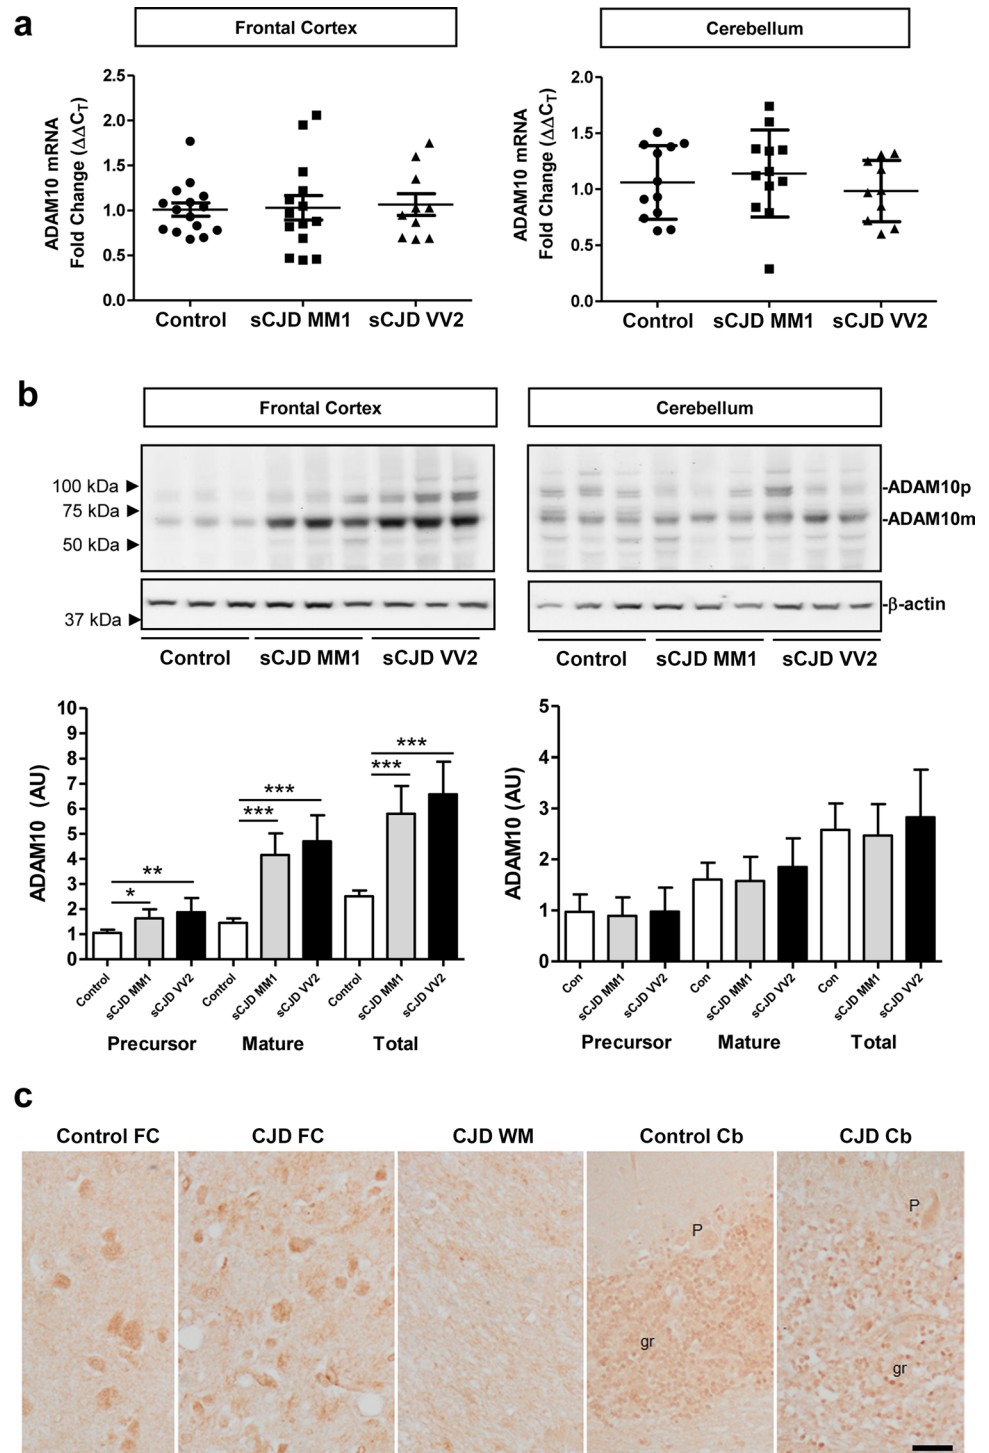 a
Frontal Cortex
Cerebellum
ADAM10 mRNA
Fold Change (ΔΔCT)
2.5
2.0
1.5
1.0
0.5
0.0
Control
sCJD MM1
sCJD VV2
ADAM10 mRNA
Fold Change (ΔΔCT)
2.0
1.5
1.0
0.5
0.0
Control
sCJD MM1
sCJD VV2
b
Frontal Cortex
Cerebellum
100 kDa
75 kDa
50 kDa
37 kDa
-ADAM10p
-ADAM10m
-β-actin
Control
sCJD MM1
sCJD VV2
Control
sCJD MM1
sCJD VV2
ADAM10 (AU)
10
9
8
7
6
5
4
3
2
1
0
*
**
***
***
***
***
Control
sCJD MM1
sCJD VV2
Control
sCJD MM1
sCJD VV2
Control
sCJD MM1
sCJD VV2
Precursor
Mature
Total
ADAM10 (AU)
5
4
3
2
1
0
Con
sCJD MM1
sCJD VV2
Con
sCJD MM1
sCJD VV2
Con
sCJD MM1
sCJD VV2
Precursor
Mature
Total
c
Control FC
CJD FC
CJD WM
Control Cb
CJD Cb
P
gr
P
gr